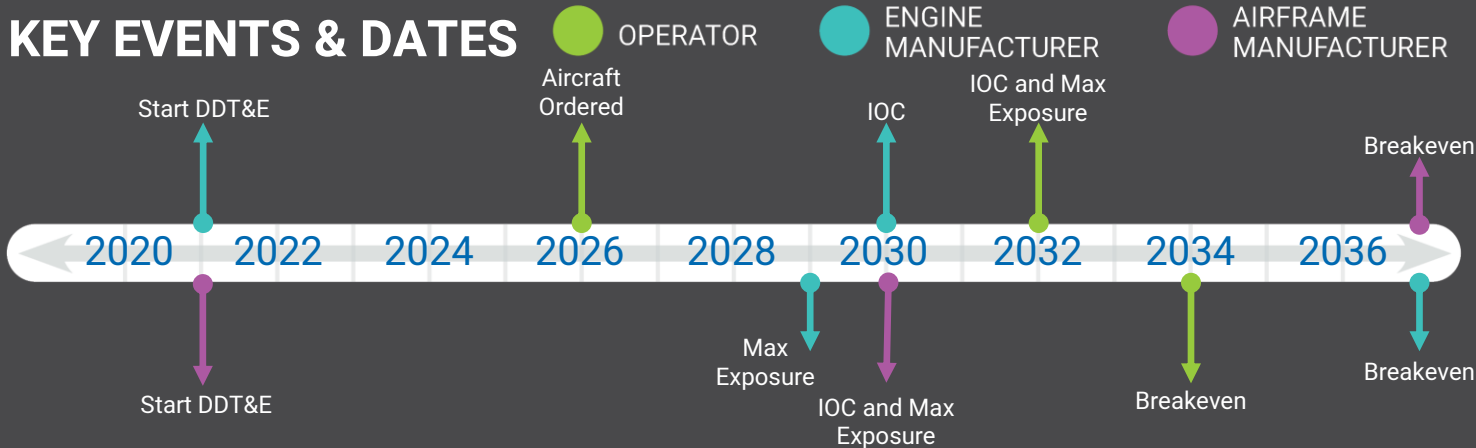 KEY EVENTS & DATES
OPERATOR
ENGINE
MANUFACTURER
AIRFRAME
MANUFACTURER
Start DDT&E
Aircraft
Ordered
IOC
IOC and Max
Exposure
Breakeven
2020 2022 2024 2026 2028 2030 2032 2034 2036
Start DDT&E
Max
Exposure
IOC and Max
Exposure
Breakeven
Breakeven